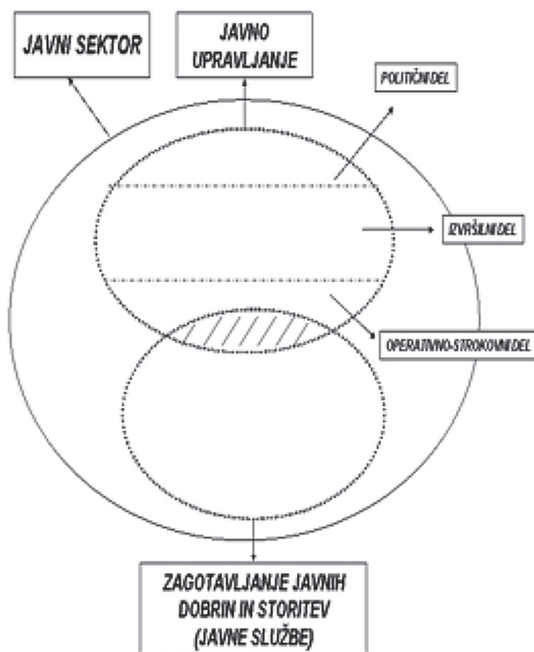 JAVNI SEKTOR
JAVNO
UPRAVLJANJE
POLITIČNI DEL
IZVRŠILNI DEL
OPERATIVNO-STROKOVNI DEL
ZAGOTAVLJANJE JAVNIH
DOBRIN IN STORITEV
(JAVNE SLUŽBE)